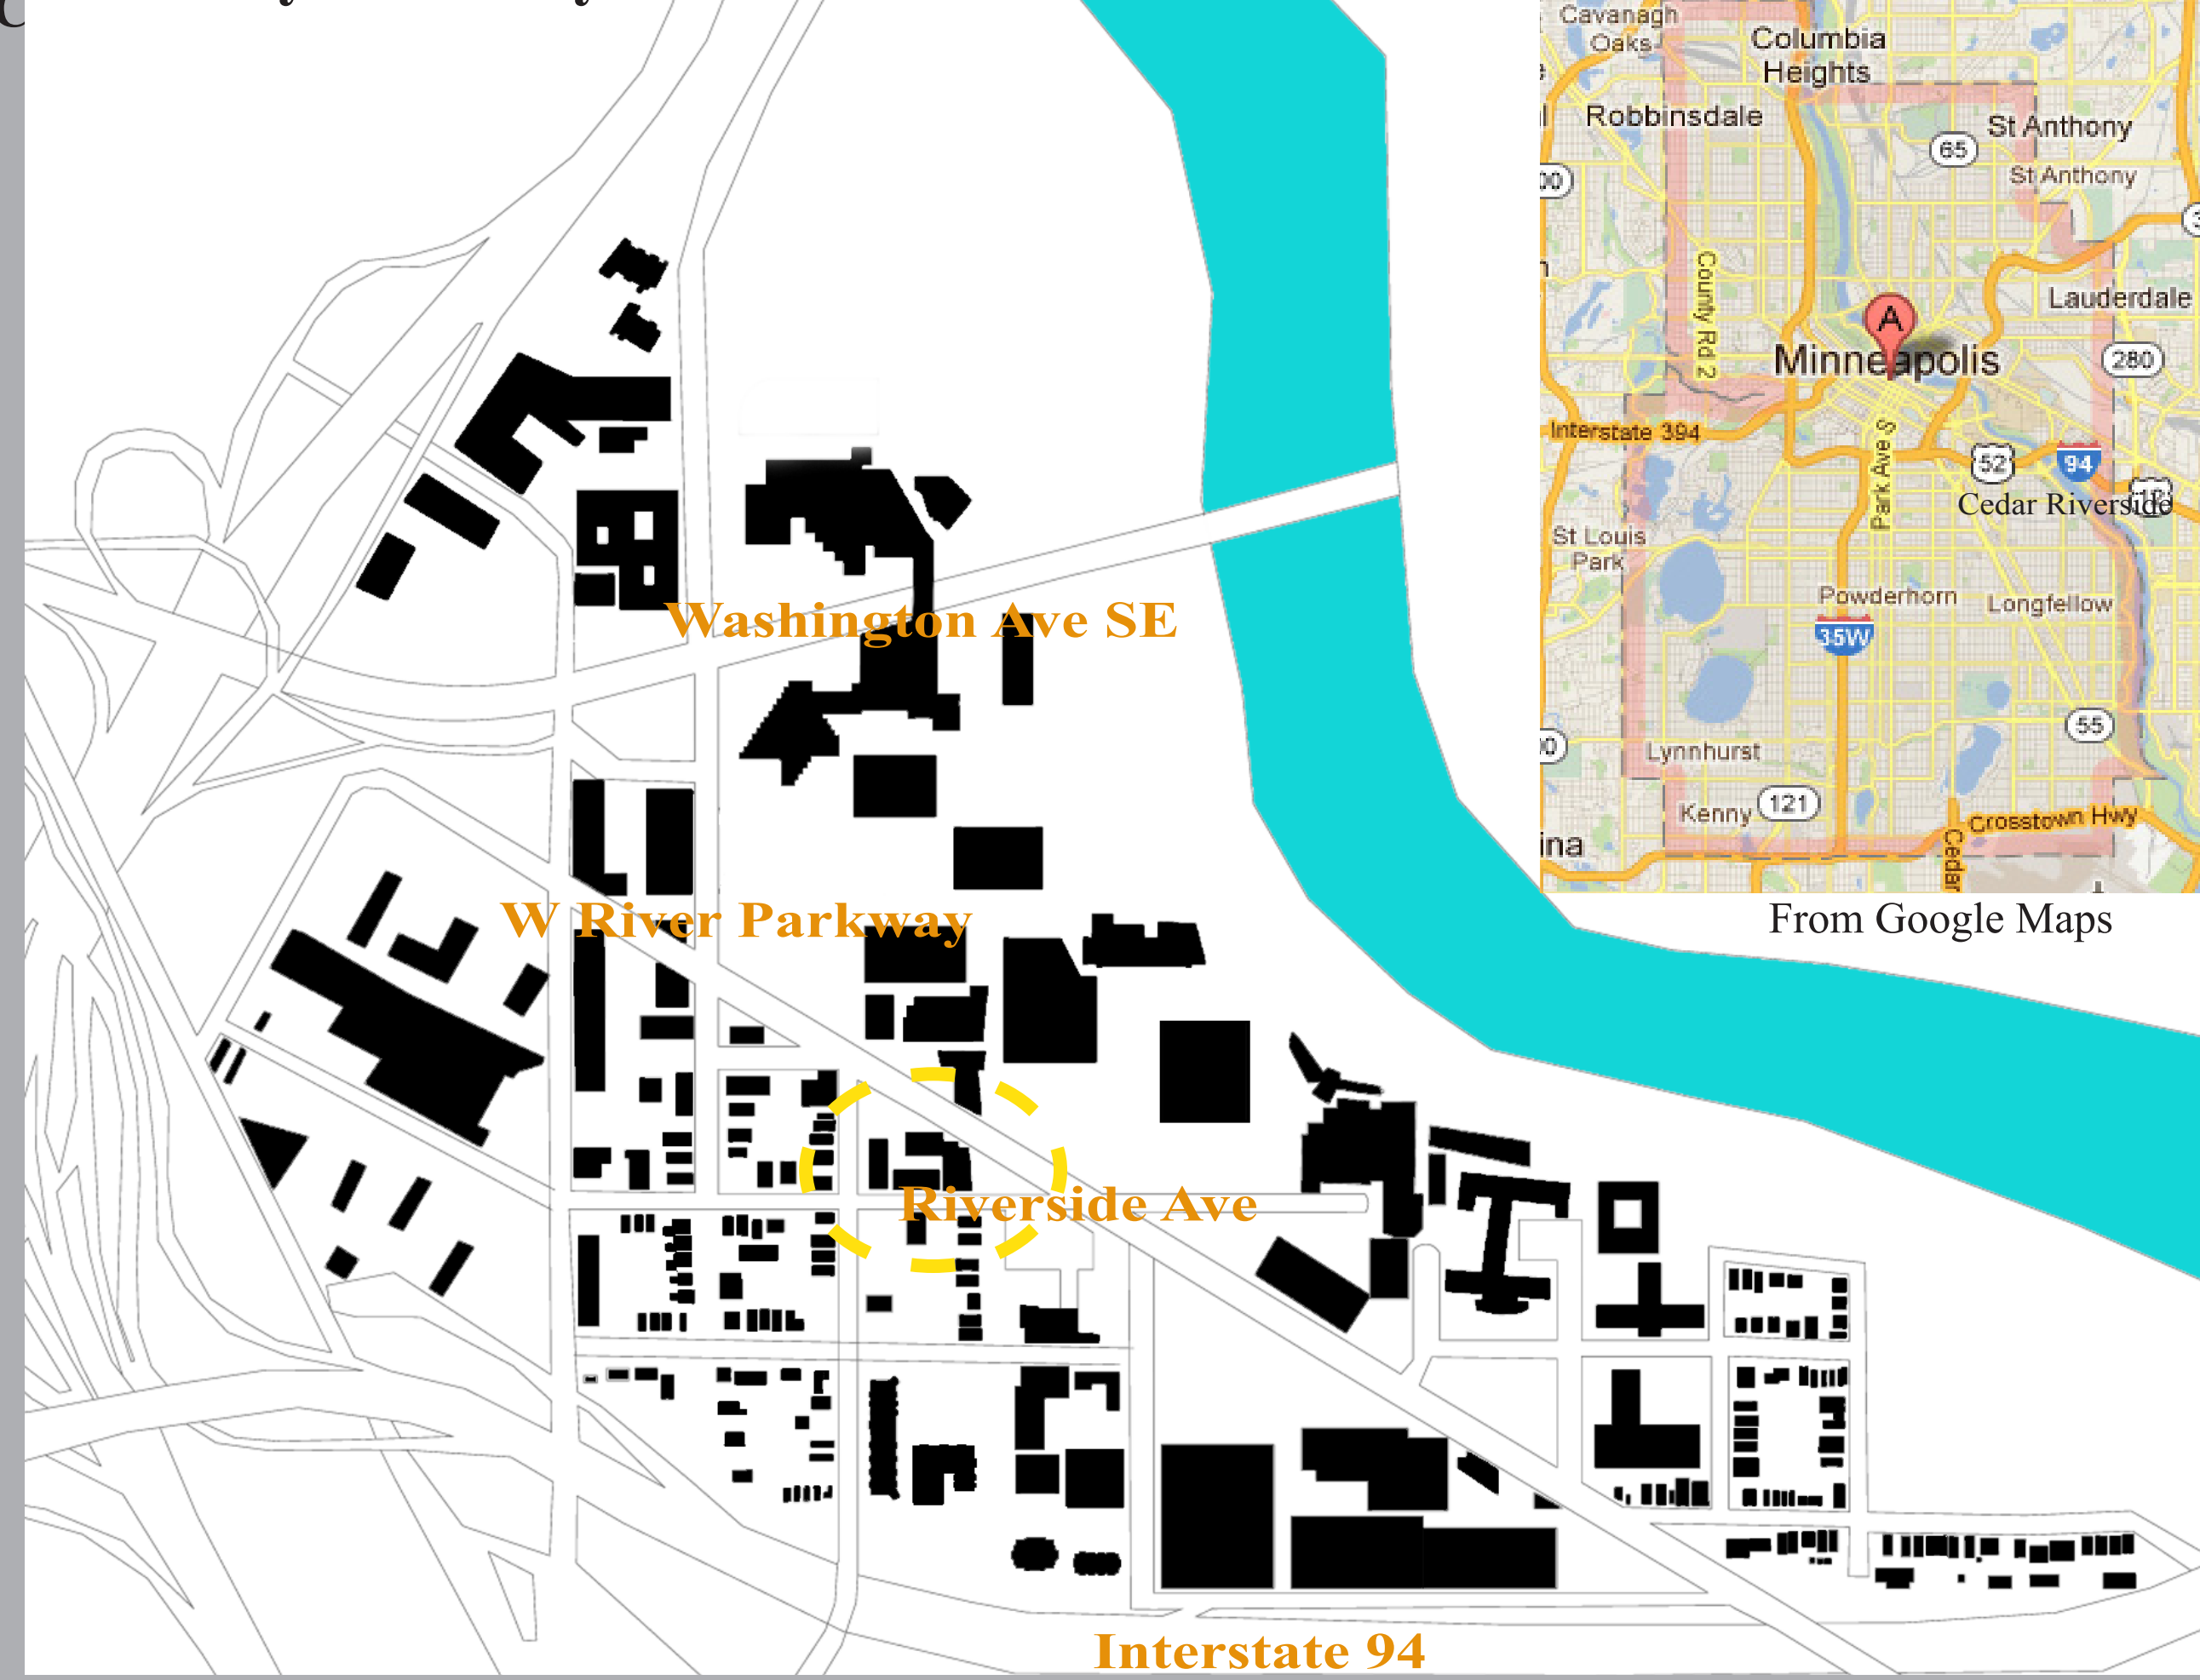 Washington Ave SE
W River Parkway
Riverside Ave
Interstate 94
Cavanagh
Oaks
Columbia
Heights
Robbinsdale
St Anthony
65
St Anthony
County Rd 2
Lauderdale
A
Minneapolis
280
Interstate 394
Park Ave S
52
94
Cedar Riverside
St Louis
Park
Powderhorn
Longfellow
35W
55
Lynnhurst
Kenny
121
Crosstown Hwy
Cedar
ina
From Google Maps